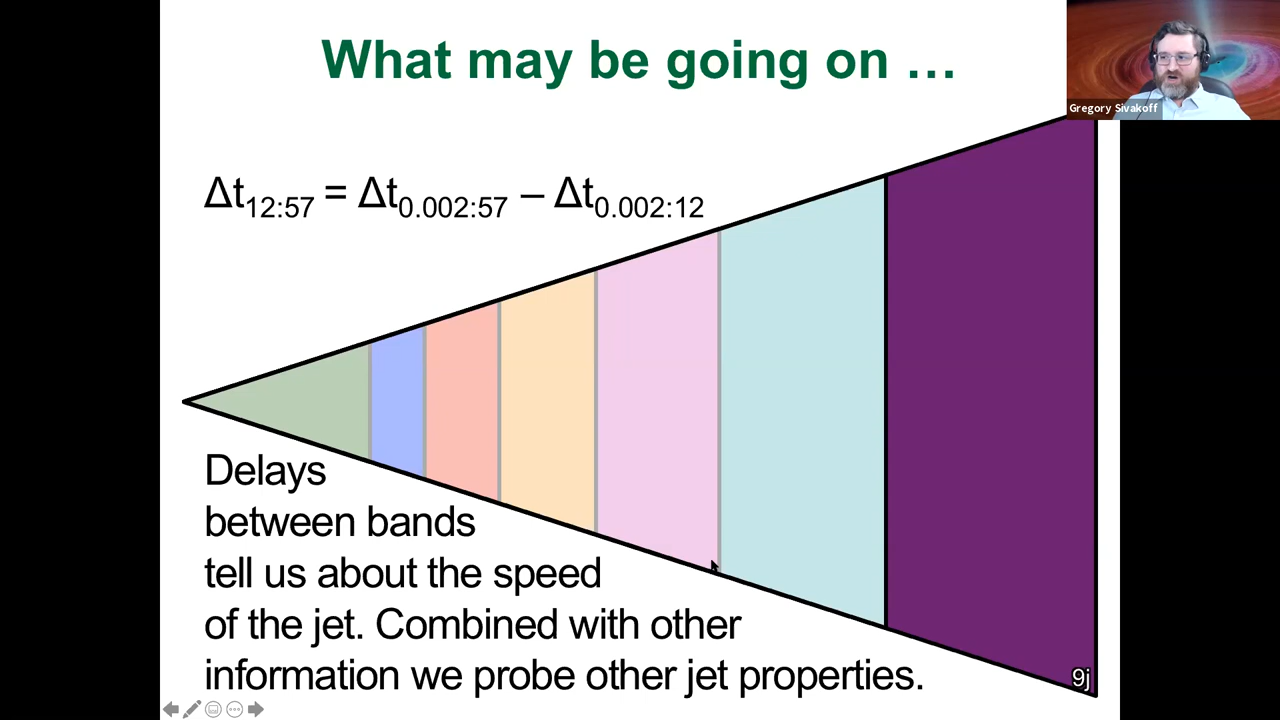 What may be going on …
Gregory Sivakoff
Δt12:57 = Δt0.002:57 – Δt0.002:12
Delays
between bands
tell us about the speed
of the jet. Combined with other
information we probe other jet properties.
9j